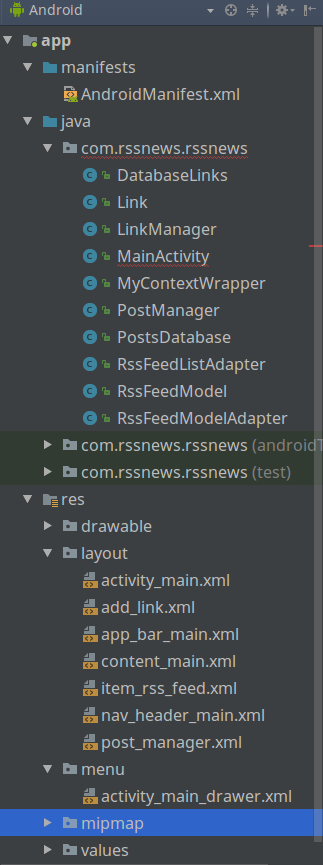 Android
app
manifests
AndroidManifest.xml
java
com.rssnews.rssnews
DatabaseLinks
Link
LinkManager
MainActivity
MyContextWrapper
PostManager
PostsDatabase
RssFeedListAdapter
RssFeedModel
RssFeedModelAdapter
com.rssnews.rssnews (androidT
com.rssnews.rssnews (test)
res
drawable
layout
activity_main.xml
add_link.xml
app_bar_main.xml
content_main.xml
item_rss_feed.xml
nav_header_main.xml
post_manager.xml
menu
activity_main_drawer.xml
mipmap
values